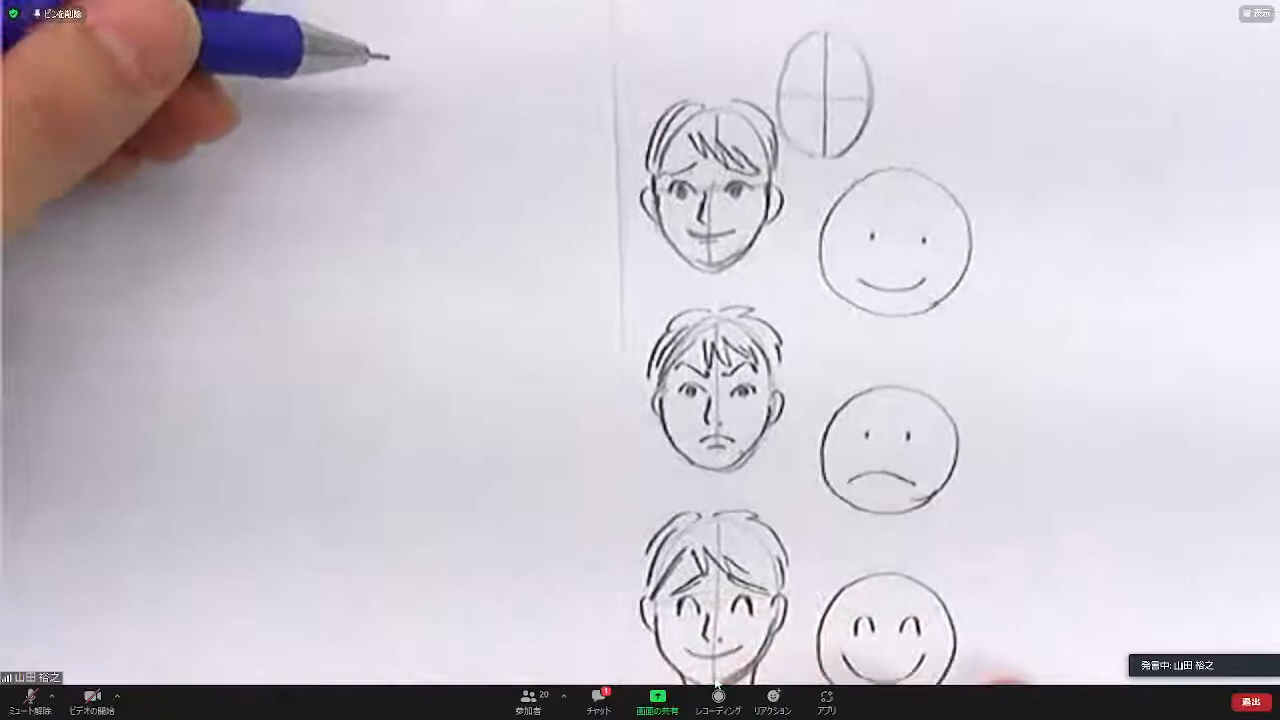 ピンを削除
表示
山田 裕之
発言中: 山田 裕之
ミュート解除
ビデオの開始
20
参加者
1
チャット
画面の共有
レコーディング
リアクション
アプリ
退出